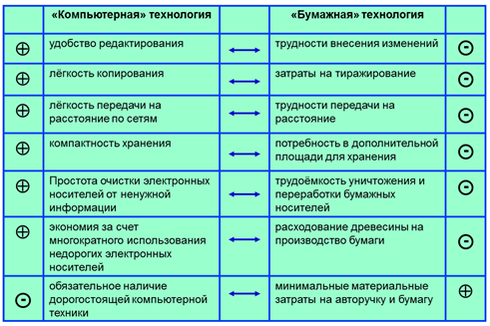 «Компьютерная» технология
«Бумажная» технология
⊕
удобство редактирования
трудности внесения изменений
⊖
⊕
лёгкость копирования
затраты на тиражирование
⊖
⊕
лёгкость передачи на
расстояние по сетям
трудности передачи на
расстояние
⊖
⊕
компактность хранения
потребность в дополнительной
площади для хранения
⊖
⊕
Простота очистки электронных
носителей от ненужной
информации
трудоёмкость уничтожения и
переработки бумажных
носителей
⊖
⊕
экономия за счет
многократного использования
недорогих электронных
носителей
расходование древесины на
производство бумаги
⊖
⊖
обязательное наличие
дорогостоящей компьютерной
техники
минимальные материальные
затраты на авторучку и бумагу
⊕